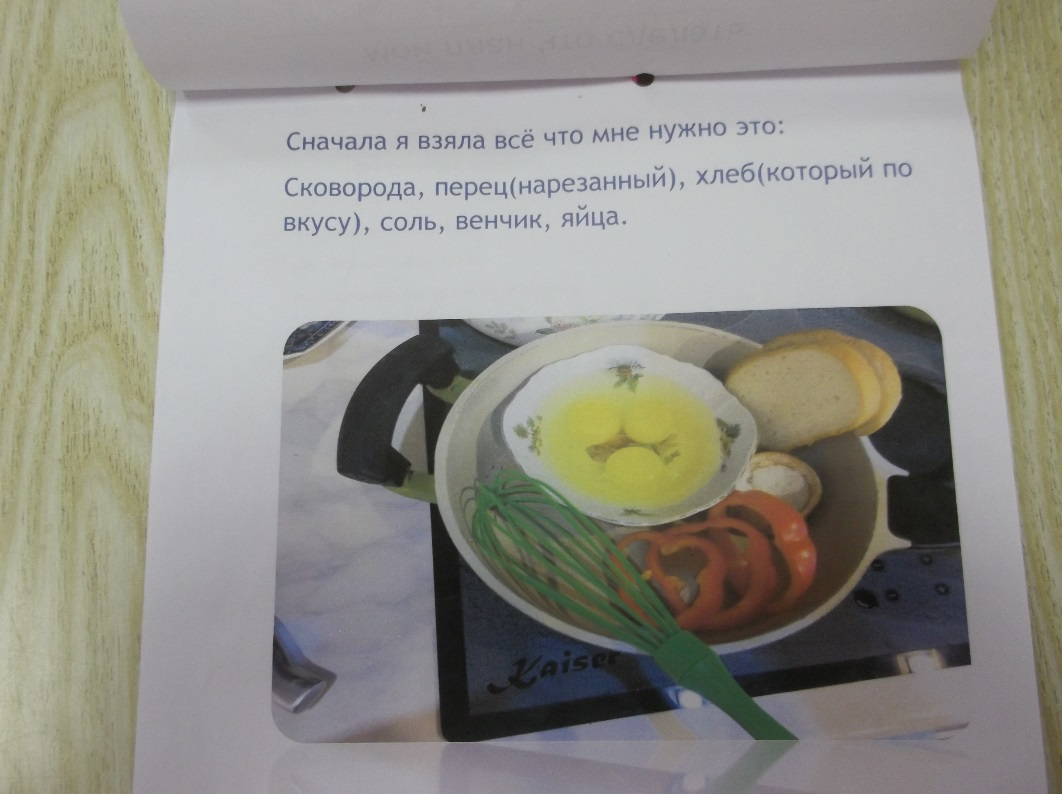 Сначала я взяла всё что мне нужно это:
Сковорода, перец(нарезанный), хлеб(который по
вкусу), соль, венчик, яйца.
Kaiser